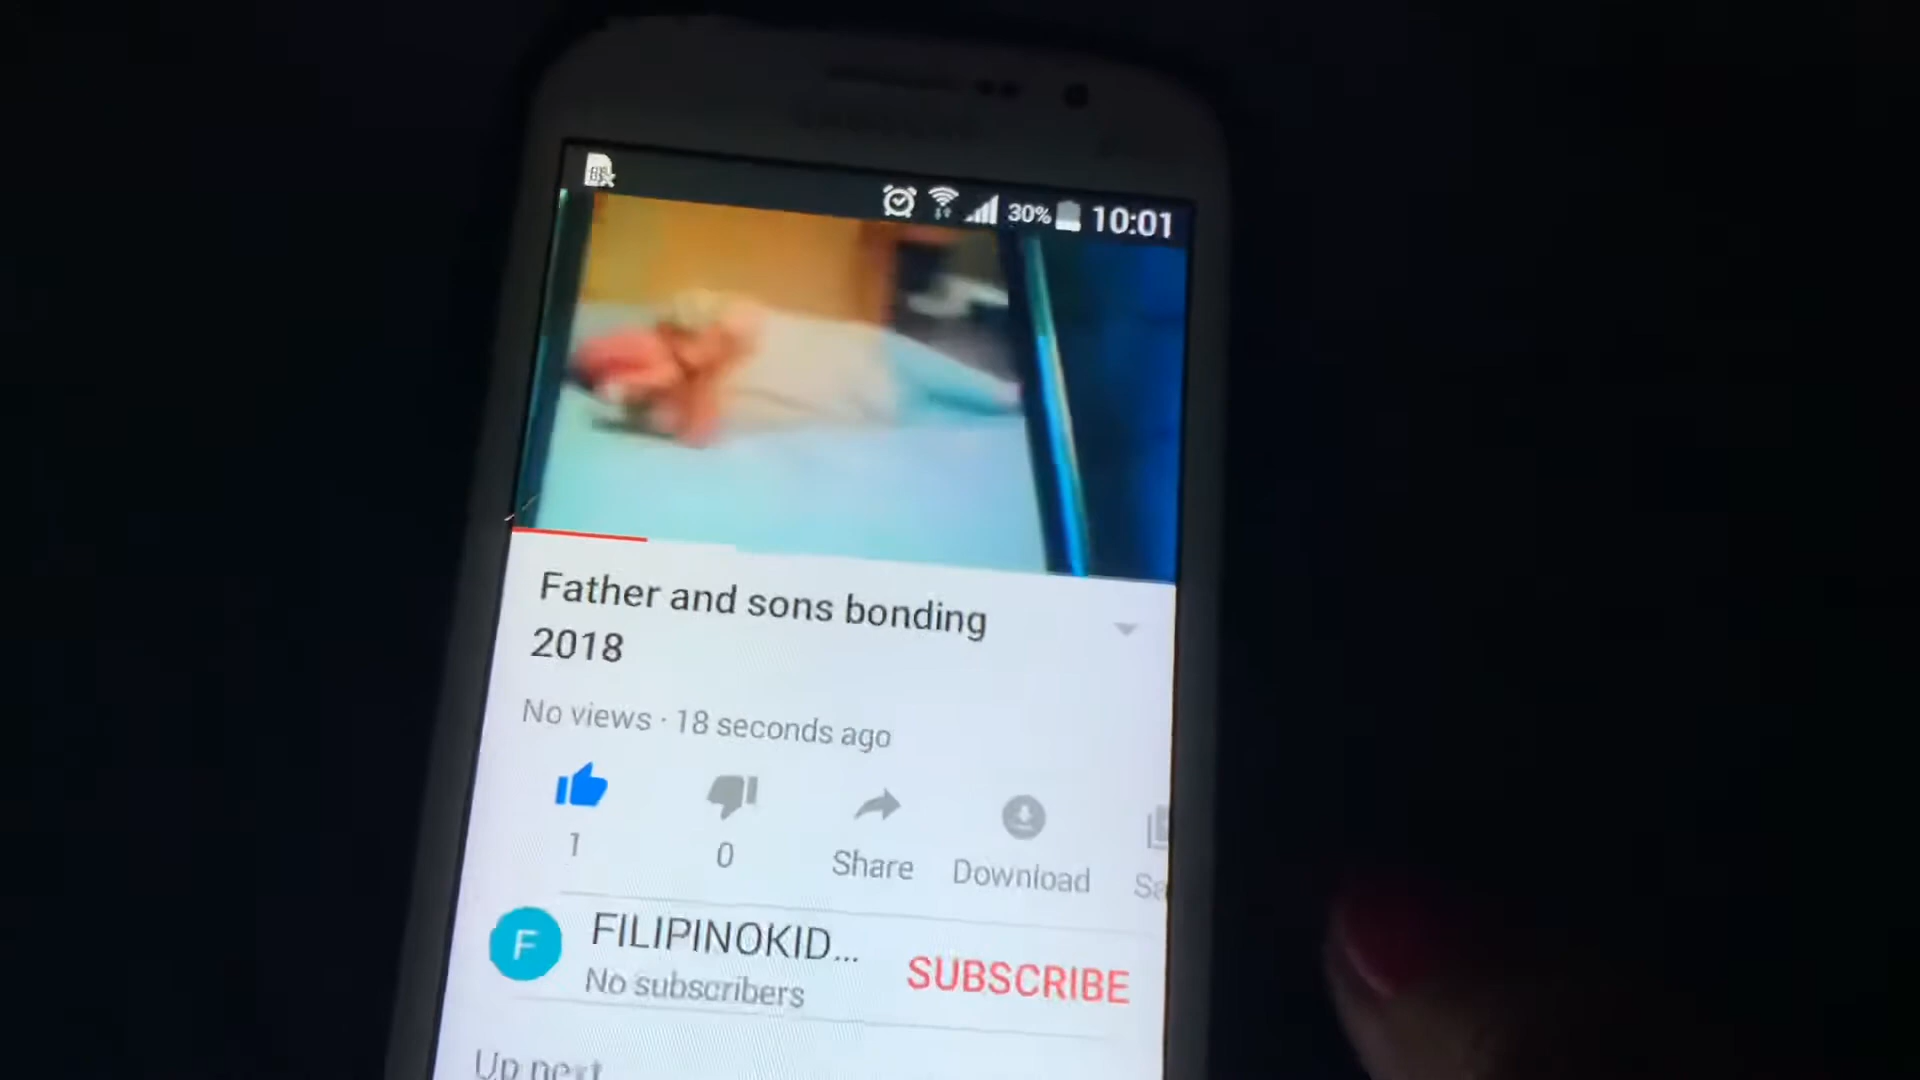 30% 10:01
Father and sons bonding
2018
No views · 18 seconds ago
1
0
Share
Download
Sa
FILIPINOKID...
SUBSCRIBE
No subscribers
Up next
F